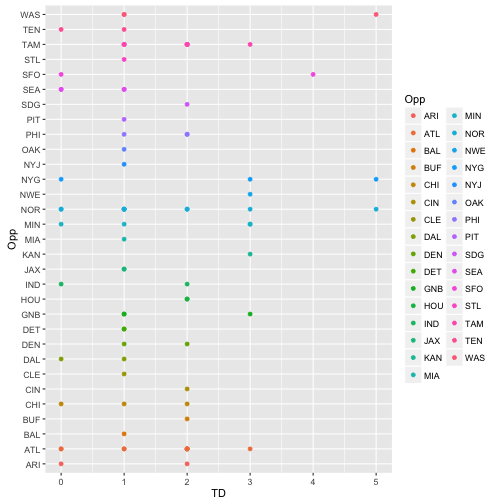 WAS
TEN
TAM
STL
SFO
SEA
SDG
PIT
PHI
OAK
NYJ
NYG
NWE
NOR
MIN
MIA
KAN
JAX
IND
HOU
GNB
DET
DEN
DAL
CLE
CIN
CHI
BUF
BAL
ATL
ARI
Opp
0 1 2 3 4 5
TD
Opp
ARI MIN
ATL NOR
BAL NWE
BUF NYG
CHI NYJ
CIN OAK
CLE PHI
DAL PIT
DEN SDG
DET SEA
GNB SFO
HOU STL
IND TAM
JAX TEN
KAN WAS
MIA